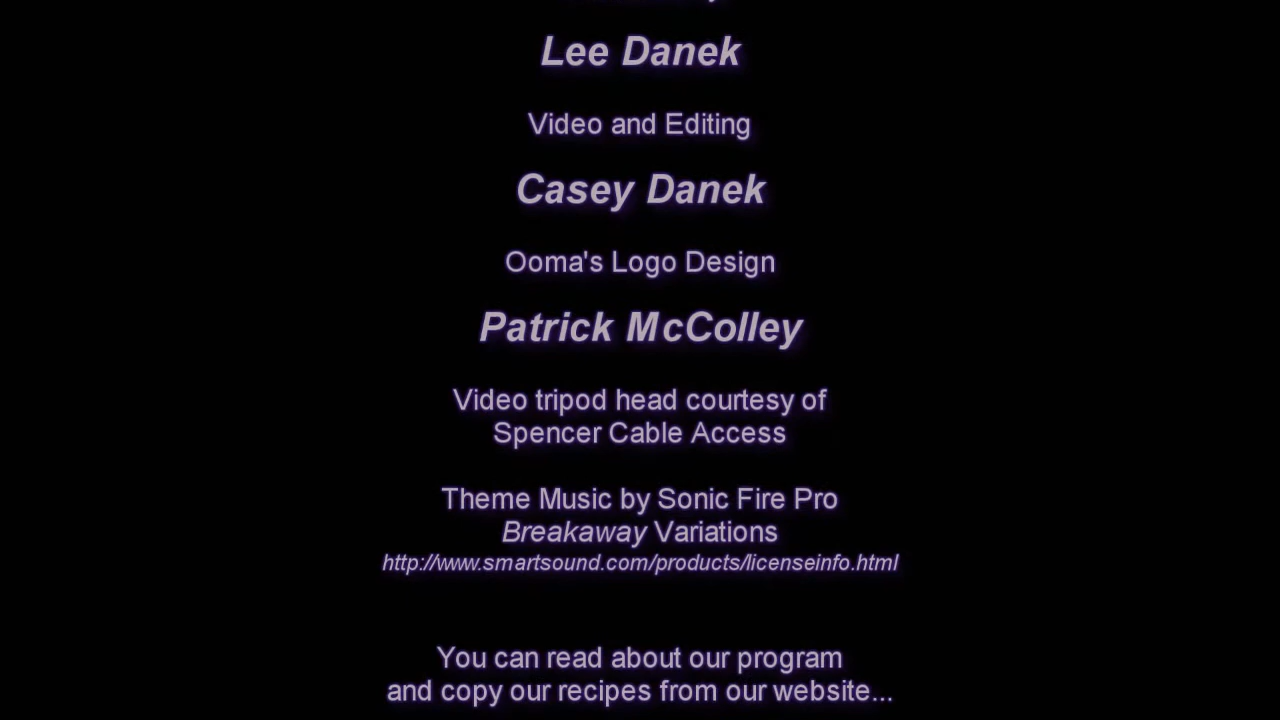 Lee Danek
Video and Editing
Casey Danek
Ooma's Logo Design
Patrick McColley
Video tripod head courtesy of
Spencer Cable Access
Theme Music by Sonic Fire Pro
Breakaway Variations
http://www.smartsound.com/products/licenseinfo.html
You can read about our program
and copy our recipes from our website...